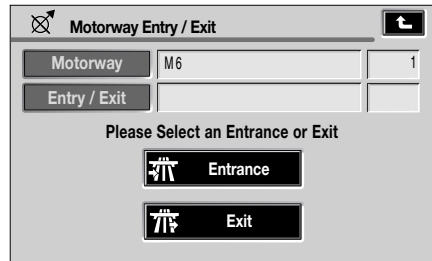 Motorway Entry / Exit
Motorway M6 1
Entry / Exit
Please Select an Entrance or Exit
Entrance
Exit